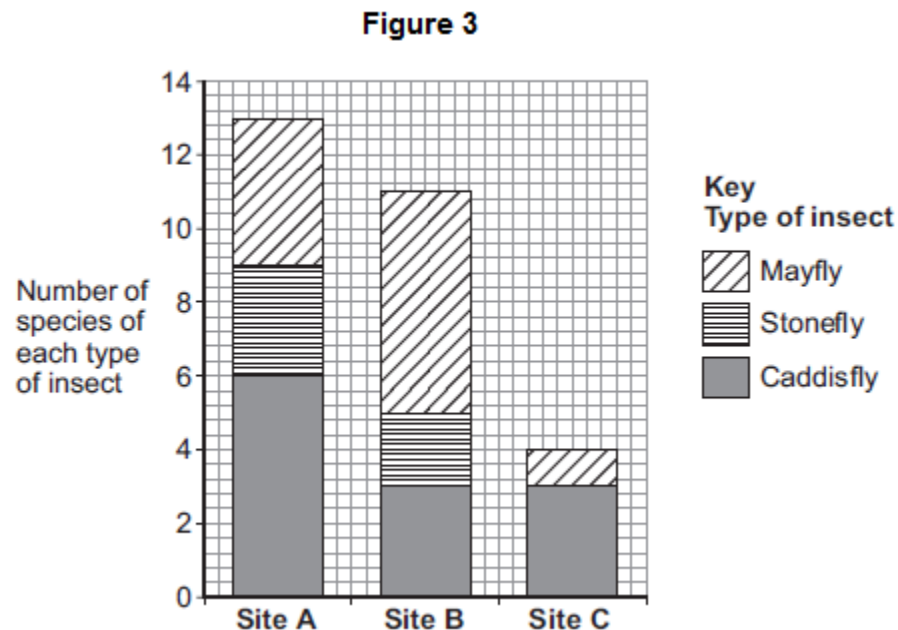 Figure 3
14
12
10
8
6
4
2
0
Number of
species of
each type
of insect
Site A
Site B
Site C
Key
Type of insect
Mayfly
Stonefly
Caddisfly